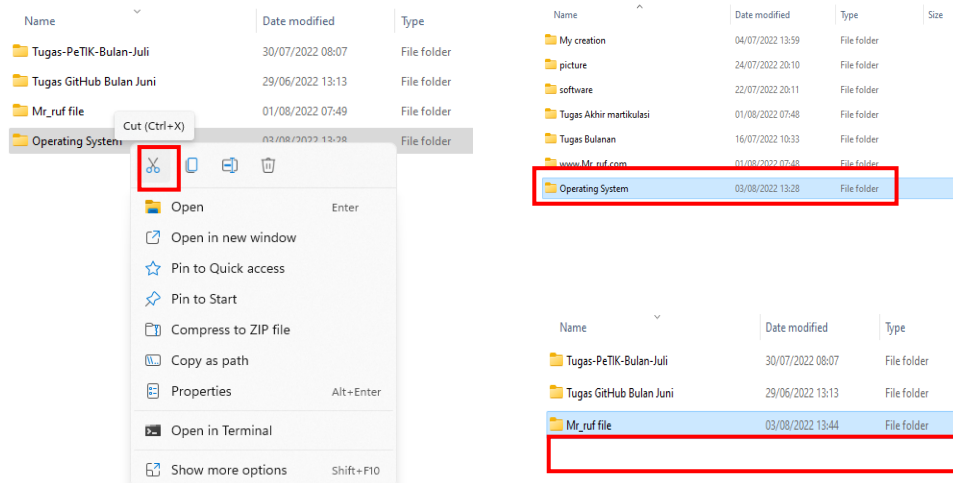 Name Date modified Type
Tugas-PeTIK-Bulan-Juli 30/07/2022 08:07 File folder
Tugas GitHub Bulan Juni 29/06/2022 13:13 File folder
Mr_ruf file 01/08/2022 07:49 File folder
Cut (Ctrl+X)
Operating System 03/08/2022 13:28 File folder
Open Enter
Open in new window
Pin to Quick access
Pin to Start
Compress to ZIP file
Copy as path
Properties Alt+Enter
Open in Terminal
Show more options Shift+F10
Name Date modified Type Size
My creation 04/07/2022 13:59 File folder
picture 24/07/2022 20:10 File folder
software 22/07/2022 20:11 File folder
Tugas Akhir martikulasi 01/08/2022 07:48 File folder
Tugas Bulanan 16/07/2022 10:33 File folder
www.Mr_ruf.com 01/08/2022 07:48 File folder
Operating System 03/08/2022 13:28 File folder
Name Date modified Type
Tugas-PeTIK-Bulan-Juli 30/07/2022 08:07 File folder
Tugas GitHub Bulan Juni 29/06/2022 13:13 File folder
Mr_ruf file 03/08/2022 13:44 File folder